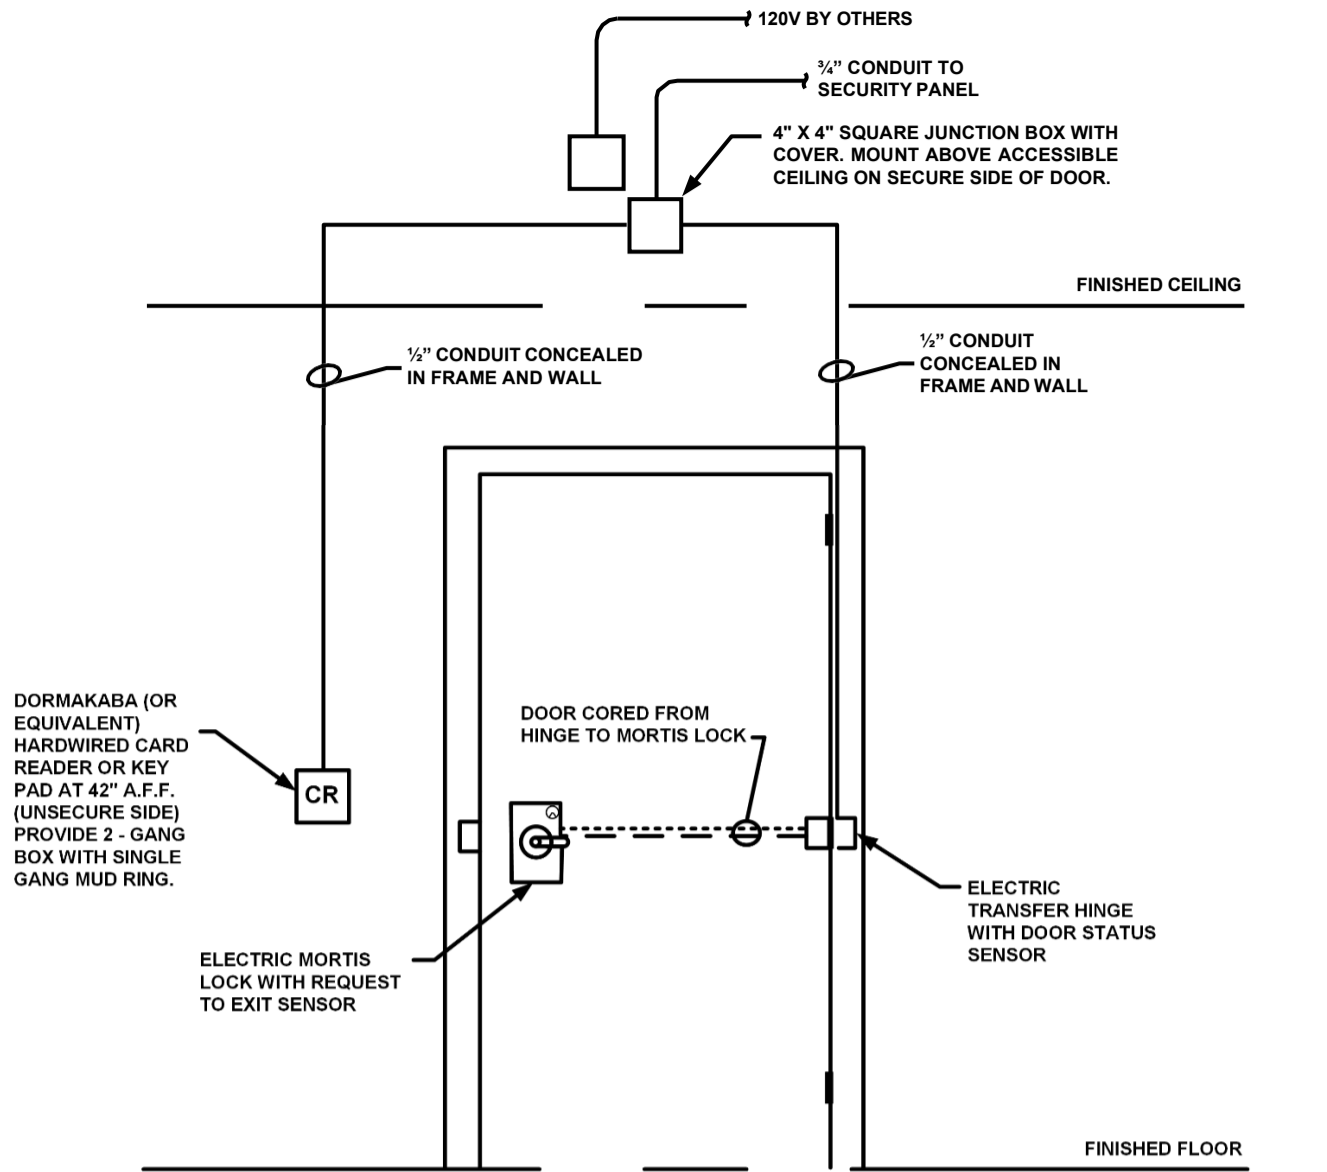 120V BY OTHERS
¾” CONDUIT TO
SECURITY PANEL
4" X 4" SQUARE JUNCTION BOX WITH
COVER. MOUNT ABOVE ACCESSIBLE
CEILING ON SECURE SIDE OF DOOR.
FINISHED CEILING
½” CONDUIT CONCEALED
IN FRAME AND WALL
½” CONDUIT
CONCEALED IN
FRAME AND WALL
DORMAKABA (OR
EQUIVALENT)
HARDWIRED CARD
READER OR KEY
PAD AT 42" A.F.F.
(UNSECURE SIDE)
PROVIDE 2 - GANG
BOX WITH SINGLE
GANG MUD RING.
CR
DOOR CORED FROM
HINGE TO MORTIS LOCK
ELECTRIC MORTIS
LOCK WITH REQUEST
TO EXIT SENSOR
ELECTRIC
TRANSFER HINGE
WITH DOOR STATUS
SENSOR
FINISHED FLOOR